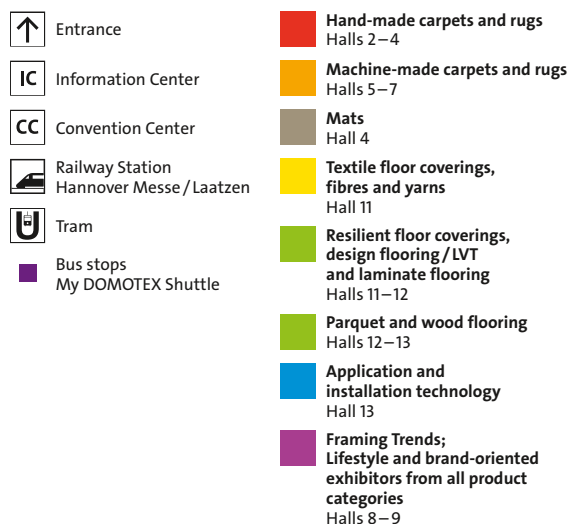 Entrance
IC
Information Center
CC
Convention Center
Railway Station
Hannover Messe/Laatzen
U
Tram
Bus stops
My DOMOTEX Shuttle
Hand-made carpets and rugs
Halls 2–4
Machine-made carpets and rugs
Halls 5–7
Mats
Hall 4
Textile floor coverings,
fibres and yarns
Hall 11
Resilient floor coverings,
design flooring/LVT
and laminate flooring
Halls 11–12
Parquet and wood flooring
Halls 12–13
Application and
installation technology
Hall 13
Framing Trends;
Lifestyle and brand-oriented
exhibitors from all product
categories
Halls 8–9